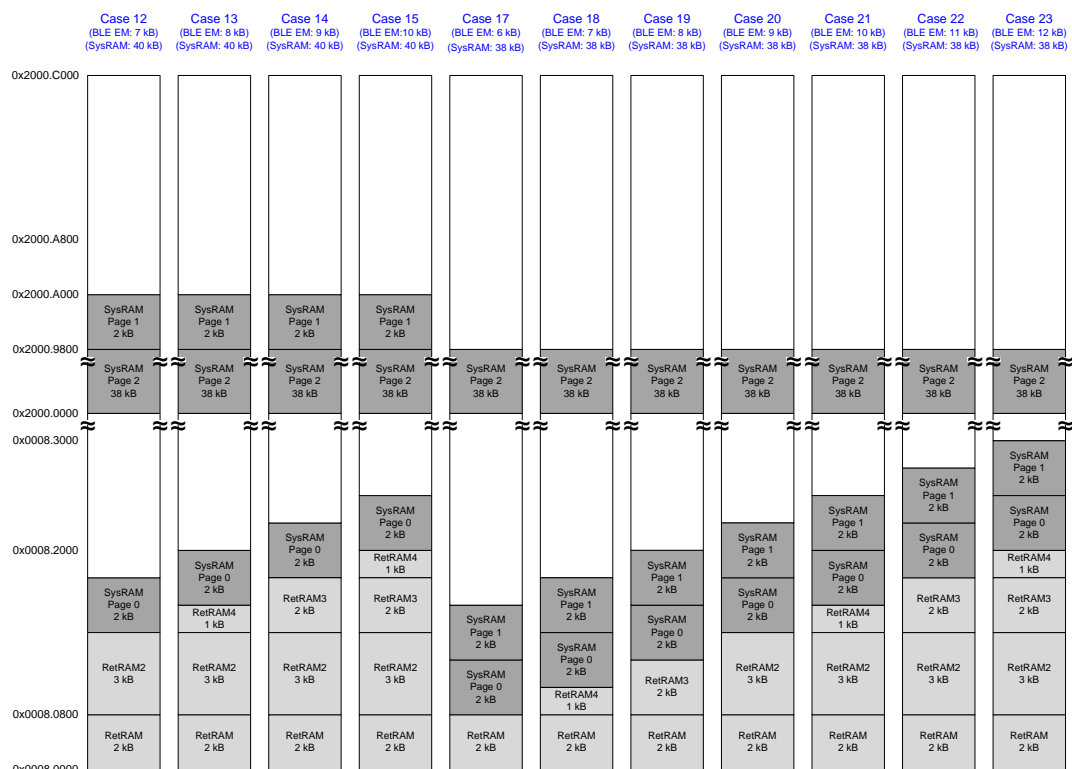 Case 12 Case 13 Case 14 Case 15 Case 17 Case 18 Case 19 Case 20 Case 21 Case 22 Case 23
(BLE EM: 7 kB) (BLE EM: 8 kB) (BLE EM: 9 kB) (BLE EM:10 kB) (BLE EM: 6 kB) (BLE EM: 7 kB) (BLE EM: 8 kB) (BLE EM: 9 kB) (BLE EM: 10 kB) (BLE EM: 11 kB) (BLE EM: 12 kB)
(SysRAM: 40 kB) (SysRAM: 40 kB) (SysRAM: 40 kB) (SysRAM: 40 kB) (SysRAM: 38 kB) (SysRAM: 38 kB) (SysRAM: 38 kB) (SysRAM: 38 kB) (SysRAM: 38 kB) (SysRAM: 38 kB) (SysRAM: 38 kB)
0x2000.C000
0x2000.A800
0x2000.A000
SysRAM SysRAM SysRAM SysRAM
Page 1 Page 1 Page 1 Page 1
2 kB 2 kB 2 kB 2 kB
0x2000.9800
SysRAM SysRAM SysRAM SysRAM SysRAM SysRAM SysRAM SysRAM SysRAM SysRAM SysRAM
Page 2 Page 2 Page 2 Page 2 Page 2 Page 2 Page 2 Page 2 Page 2 Page 2 Page 2
38 kB 38 kB 38 kB 38 kB 38 kB 38 kB 38 kB 38 kB 38 kB 38 kB 38 kB
0x2000.0000
0x0008.3000
SysRAM
Page 1
2 kB
SysRAM
Page 1
2 kB
SysRAM SysRAM SysRAM
Page 0 Page 1 Page 0
2 kB 2 kB 2 kB
SysRAM SysRAM SysRAM
Page 0 Page 1 Page 0
2 kB 2 kB 2 kB
0x0008.2000
RetRAM4 RetRAM4
1 kB 1 kB
SysRAM SysRAM SysRAM
Page 0 Page 1 Page 0
2 kB 2 kB 2 kB
SysRAM RetRAM3 RetRAM3 SysRAM SysRAM RetRAM3 RetRAM3
Page 0 2 kB 2 kB Page 1 Page 0 2 kB 2 kB
2 kB 2 kB 2 kB
RetRAM4 RetRAM4
1 kB 1 kB
SysRAM SysRAM
Page 1 Page 0
2 kB 2 kB
SysRAM
Page 0
2 kB
RetRAM2 RetRAM2 RetRAM2 RetRAM2 RetRAM2 RetRAM2 RetRAM2 RetRAM2
3 kB 3 kB 3 kB 3 kB 3 kB 3 kB 3 kB 3 kB
SysRAM RetRAM3
Page 0 2 kB
2 kB
RetRAM4
1 kB
0x0008.0800
RetRAM RetRAM RetRAM RetRAM RetRAM RetRAM RetRAM RetRAM RetRAM RetRAM RetRAM
2 kB 2 kB 2 kB 2 kB 2 kB 2 kB 2 kB 2 kB 2 kB 2 kB 2 kB
0x0008.0000